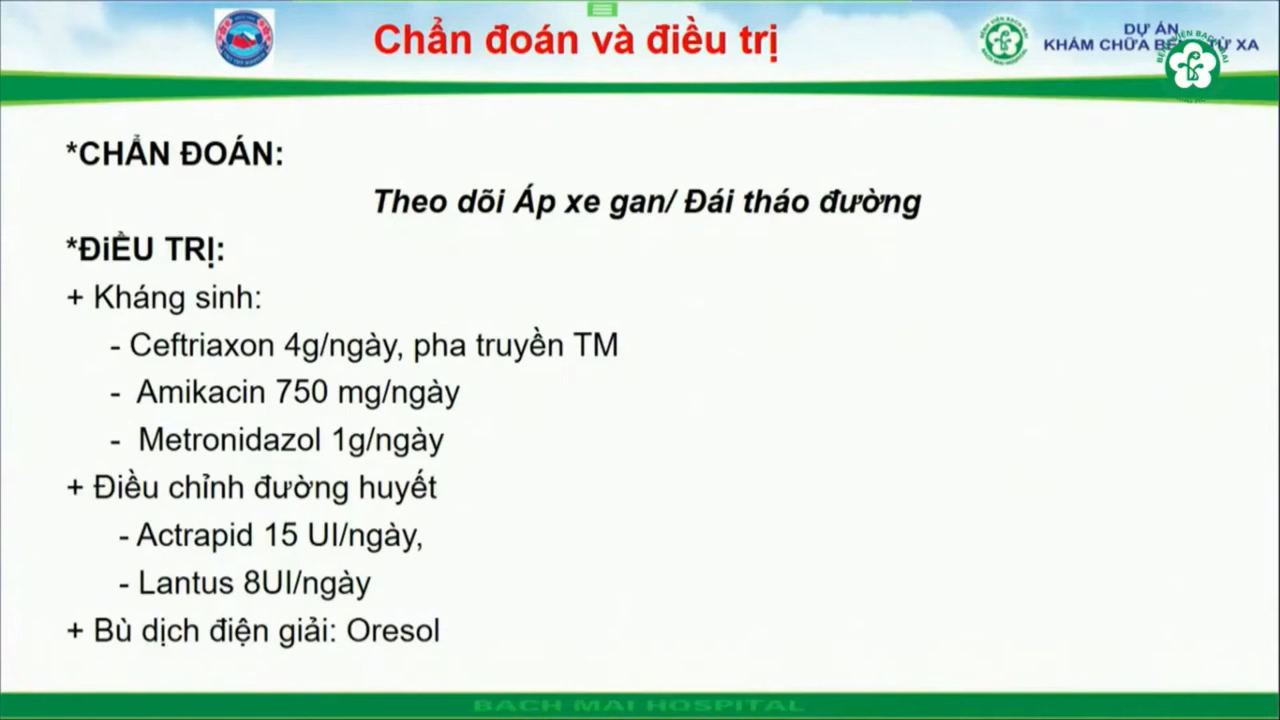 Chẩn đoán và điều trị
DỰ ÁN
KHÁM CHỮA BỆNH TỪ XA
*CHẨN ĐOÁN:
Theo dõi Áp xe gan/ Đái tháo đường
*ĐiỀU TRỊ:
+ Kháng sinh:
- Ceftriaxon 4g/ngày, pha truyền TM
- Amikacin 750 mg/ngày
- Metronidazol 1g/ngày
+ Điều chỉnh đường huyết
- Actrapid 15 UI/ngày,
- Lantus 8UI/ngày
+ Bù dịch điện giải: Oresol
BACH MAI HOSPITAL